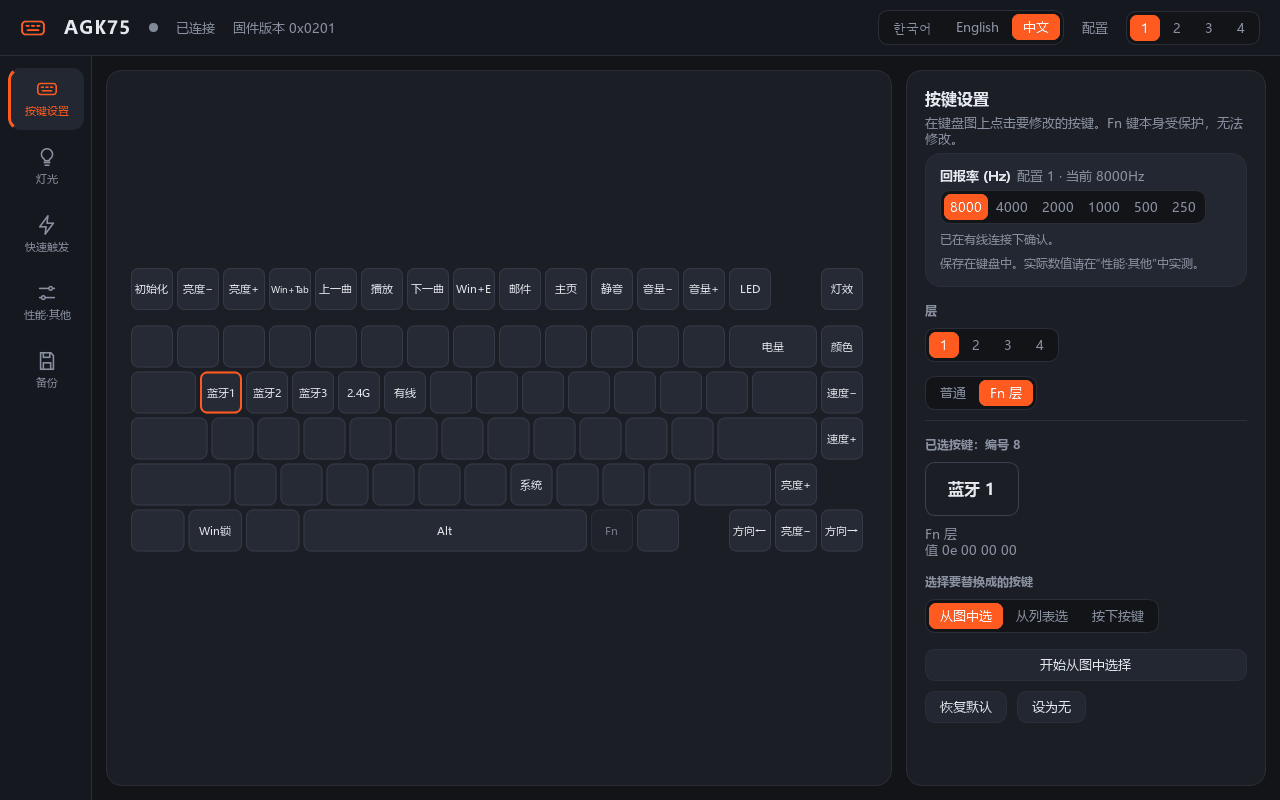 AGK75 已连接 固件版本 0x0201 한국어 English 中文 配置 1 2 3 4
按键设置
灯光
快速触发
性能·其他
备份
初始化 亮度− 亮度+ Win+Tab 上一曲 播放 下一曲 Win+E 邮件 主页 静音 音量− 音量+ LED 灯效
电量 颜色
蓝牙1 蓝牙2 蓝牙3 2.4G 有线 速度−
速度+
系统 亮度+
Win锁 Alt Fn 方向← 亮度− 方向→
按键设置
在键盘图上点击要修改的按键。Fn 键本身受保护，无法
修改。
回报率 (Hz) 配置 1 · 当前 8000Hz
8000 4000 2000 1000 500 250
已在有线连接下确认。
保存在键盘中。实际数值请在“性能·其他”中实测。
层
1 2 3 4
普通 Fn 层
已选按键：编号 8
蓝牙 1
Fn 层
值 0e 00 00 00
选择要替换成的按键
从图中选 从列表选 按下按键
开始从图中选择
恢复默认 设为无